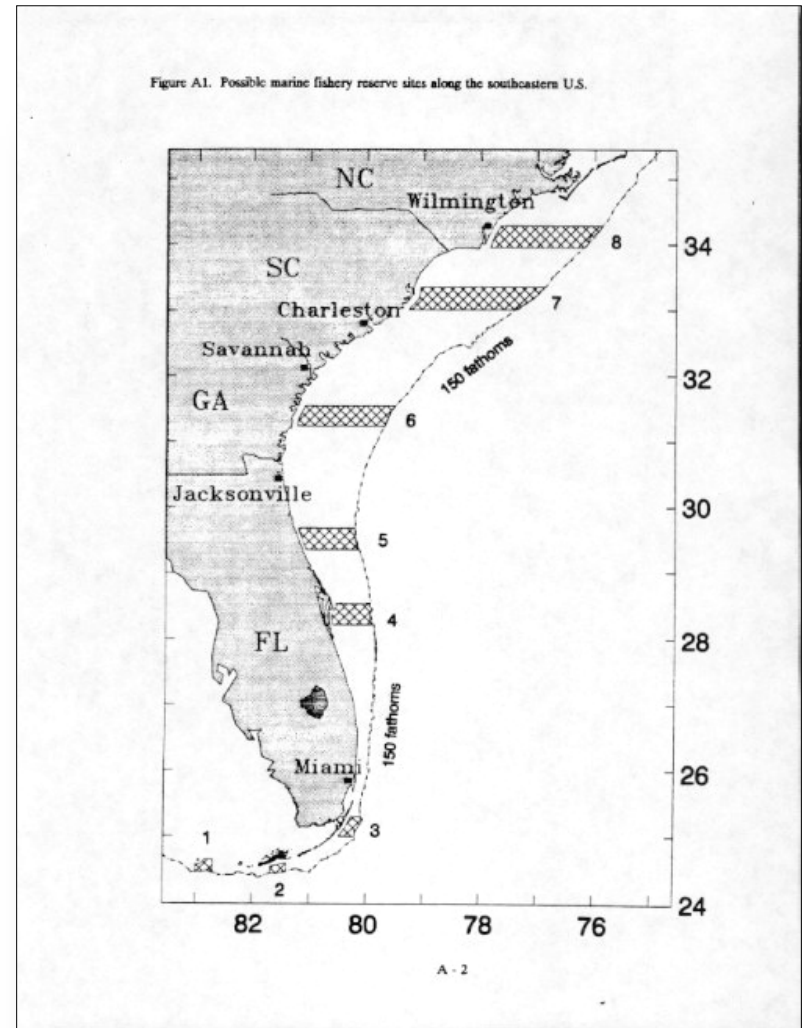 Figure A1. Possible marine fishery reserve sites along the southeastern U.S.
NC
Wilmington
8
34
SC
7
Charleston
150 fathoms
Savannah
32
GA
6
Jacksonville
30
5
4
FL
28
150 fathoms
Miami
26
1
3
2
24
82 80 78 76
A - 2